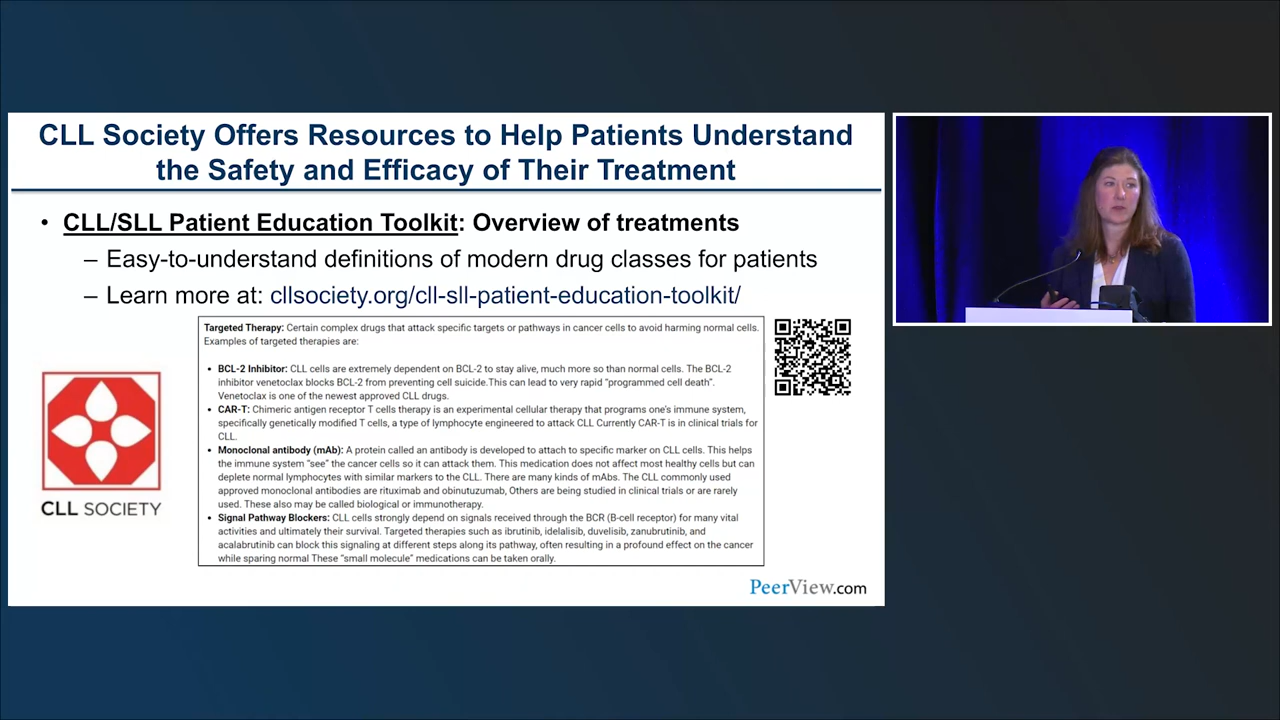 CLL Society Offers Resources to Help Patients Understand
the Safety and Efficacy of Their Treatment
• CLL/SLL Patient Education Toolkit: Overview of treatments
– Easy-to-understand definitions of modern drug classes for patients
– Learn more at: cllsociety.org/cll-sll-patient-education-toolkit/
Targeted Therapy: Certain complex drugs that attack specific targets or pathways in cancer cells to avoid harming normal cells.
Examples of targeted therapies are:
• BCL-2 Inhibitor: CLL cells are extremely dependent on BCL-2 to stay alive, much more so than normal cells. The BCL-2
inhibitor venetoclax blocks BCL-2 from preventing cell suicide.This can lead to very rapid "programmed cell death".
Venetoclax is one of the newest approved CLL drugs.
• CAR-T: Chimeric antigen receptor T cells therapy is an experimental cellular therapy that programs one's immune system,
specifically genetically modified T cells, a type of lymphocyte engineered to attack CLL Currently CAR-T is in clinical trials for
CLL.
• Monoclonal antibody (mAb): A protein called an antibody is developed to attach to specific marker on CLL cells. This helps
the immune system "see" the cancer cells so it can attack them. This medication does not affect most healthy cells but can
deplete normal lymphocytes with similar markers to the CLL. There are many kinds of mAbs. The CLL commonly used
approved monoclonal antibodies are rituximab and obinutuzumab, Others are being studied in clinical trials or are rarely
used. These also may be called biological or immunotherapy.
• Signal Pathway Blockers: CLL cells strongly depend on signals received through the BCR (B-cell receptor) for many vital
activities and ultimately their survival. Targeted therapies such as ibrutinib, idelalisib, duvelisib, zanubrutinib, and
acalabrutinib can block this signaling at different steps along its pathway, often resulting in a profound effect on the cancer
while sparing normal These "small molecule" medications can be taken orally.
CLL SOCIETY
PeerView.com